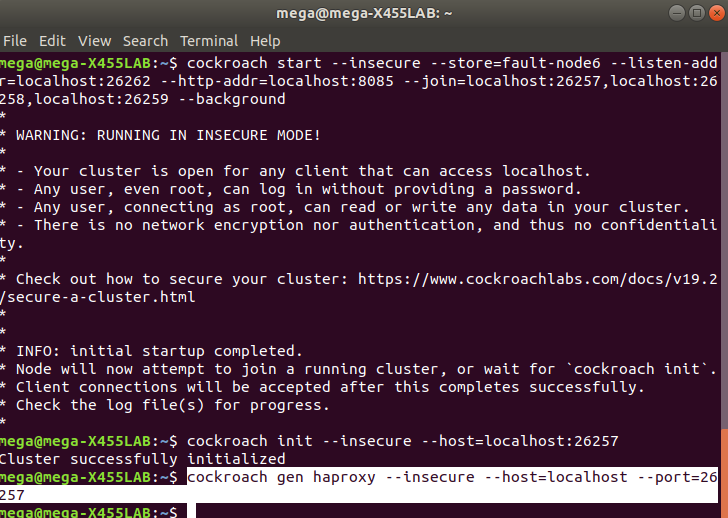 mega@mega-X455LAB: ~
File Edit View Search Terminal Help
mega@mega-X455LAB:~$ cockroach start --insecure --store=fault-node6 --listen-add
r=localhost:26262 --http-addr=localhost:8085 --join=localhost:26257,localhost:26
258,localhost:26259 --background
*
* WARNING: RUNNING IN INSECURE MODE!
*
* - Your cluster is open for any client that can access localhost.
* - Any user, even root, can log in without providing a password.
* - Any user, connecting as root, can read or write any data in your cluster.
* - There is no network encryption nor authentication, and thus no confidentiali
ty.
*
* Check out how to secure your cluster: https://www.cockroachlabs.com/docs/v19.2
/secure-a-cluster.html
*
*
* INFO: initial startup completed.
* Node will now attempt to join a running cluster, or wait for `cockroach init`.
* Client connections will be accepted after this completes successfully.
* Check the log file(s) for progress.
*
mega@mega-X455LAB:~$ cockroach init --insecure --host=localhost:26257
Cluster successfully initialized
mega@mega-X455LAB:~$ cockroach gen haproxy --insecure --host=localhost --port=26
257
mega@mega-X455LAB:~$